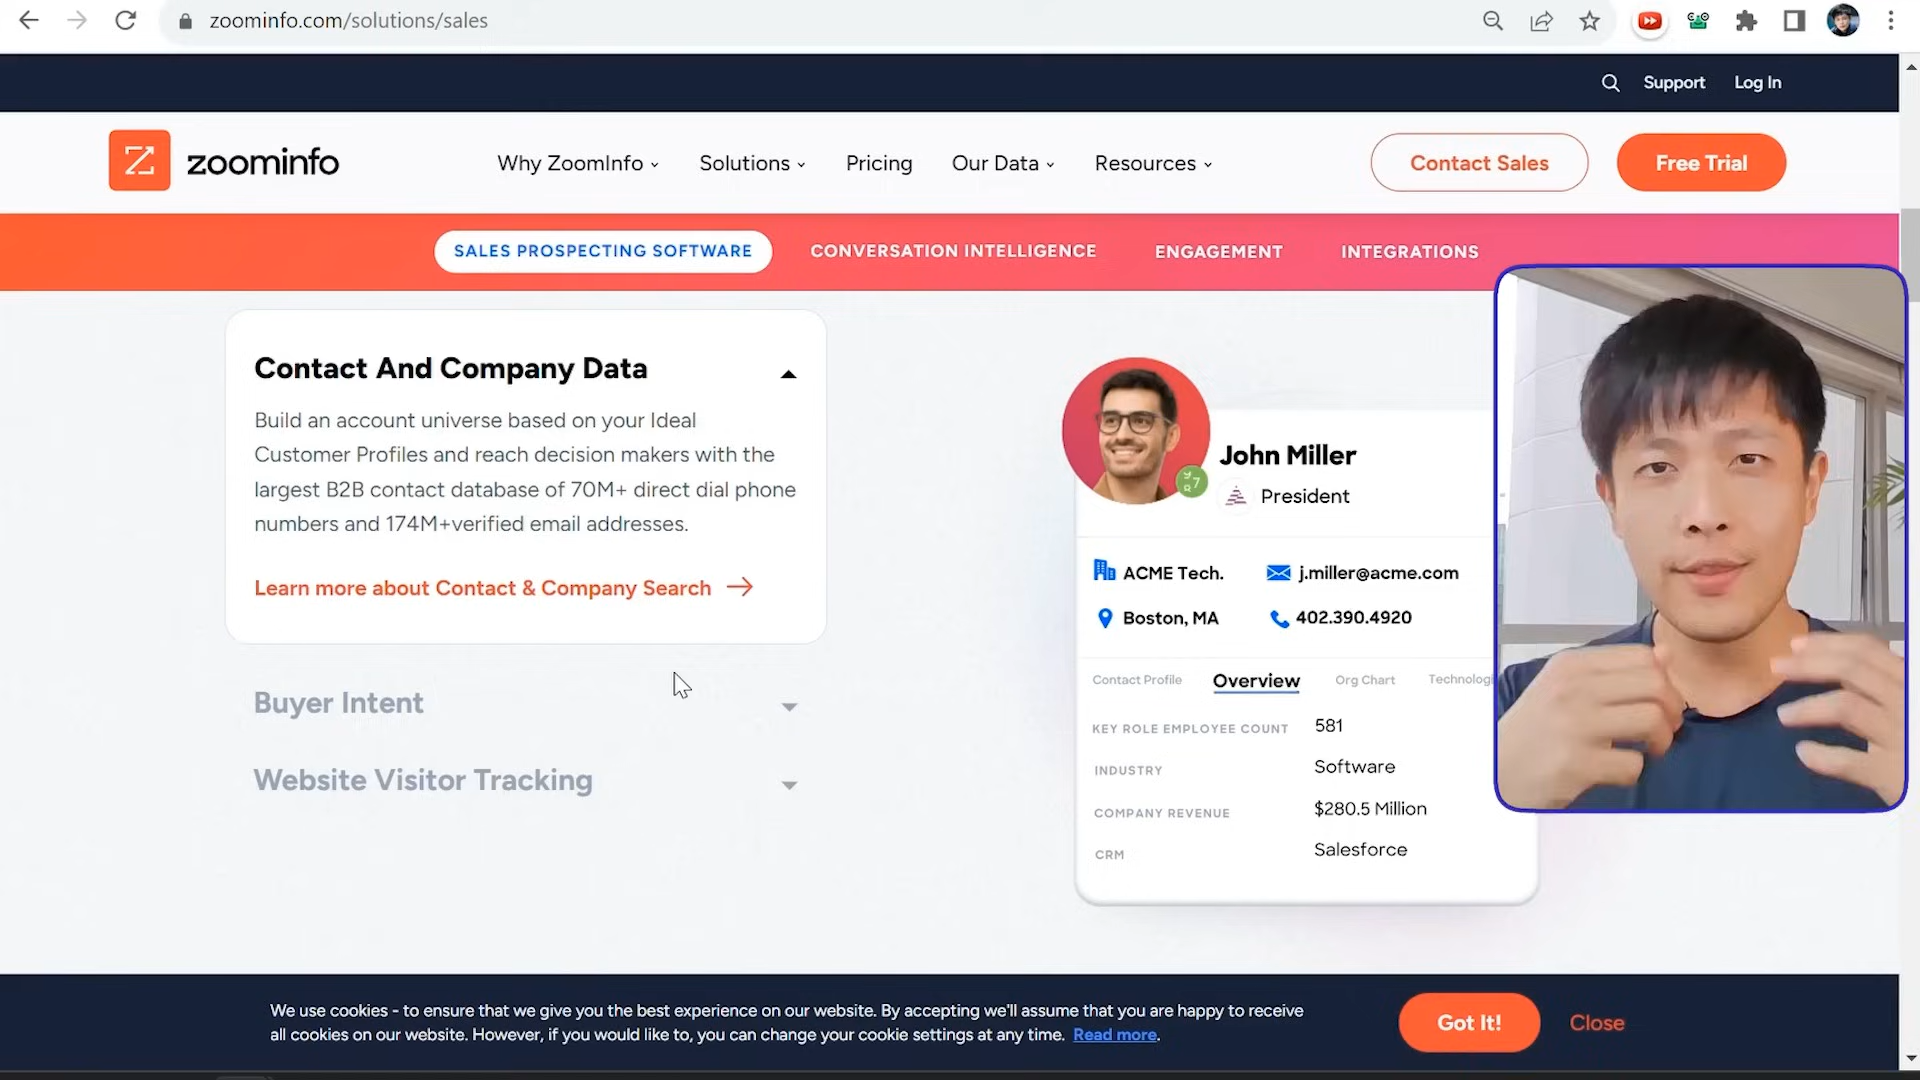 zoominfo.com/solutions/sales
Support Log In
zoominfo
Why ZoomInfo Solutions Pricing Our Data Resources
Contact Sales Free Trial
SALES PROSPECTING SOFTWARE CONVERSATION INTELLIGENCE ENGAGEMENT INTEGRATIONS
Contact And Company Data
Build an account universe based on your Ideal
Customer Profiles and reach decision makers with the
largest B2B contact database of 70M+ direct dial phone
numbers and 174M+verified email addresses.
Learn more about Contact & Company Search
Buyer Intent
Website Visitor Tracking
John Miller
President
ACME Tech. j.miller@acme.com
Boston, MA 402.390.4920
Contact Profile Overview Org Chart
KEY ROLE EMPLOYEE COUNT 581
INDUSTRY Software
COMPANY REVENUE $280.5 Million
CRM Salesforce
We use cookies - to ensure that we give you the best experience on our website. By accepting we'll assume that you are happy to receive
all cookies on our website. However, if you would like to, you can change your cookie settings at any time. Read more.
Got It! Close